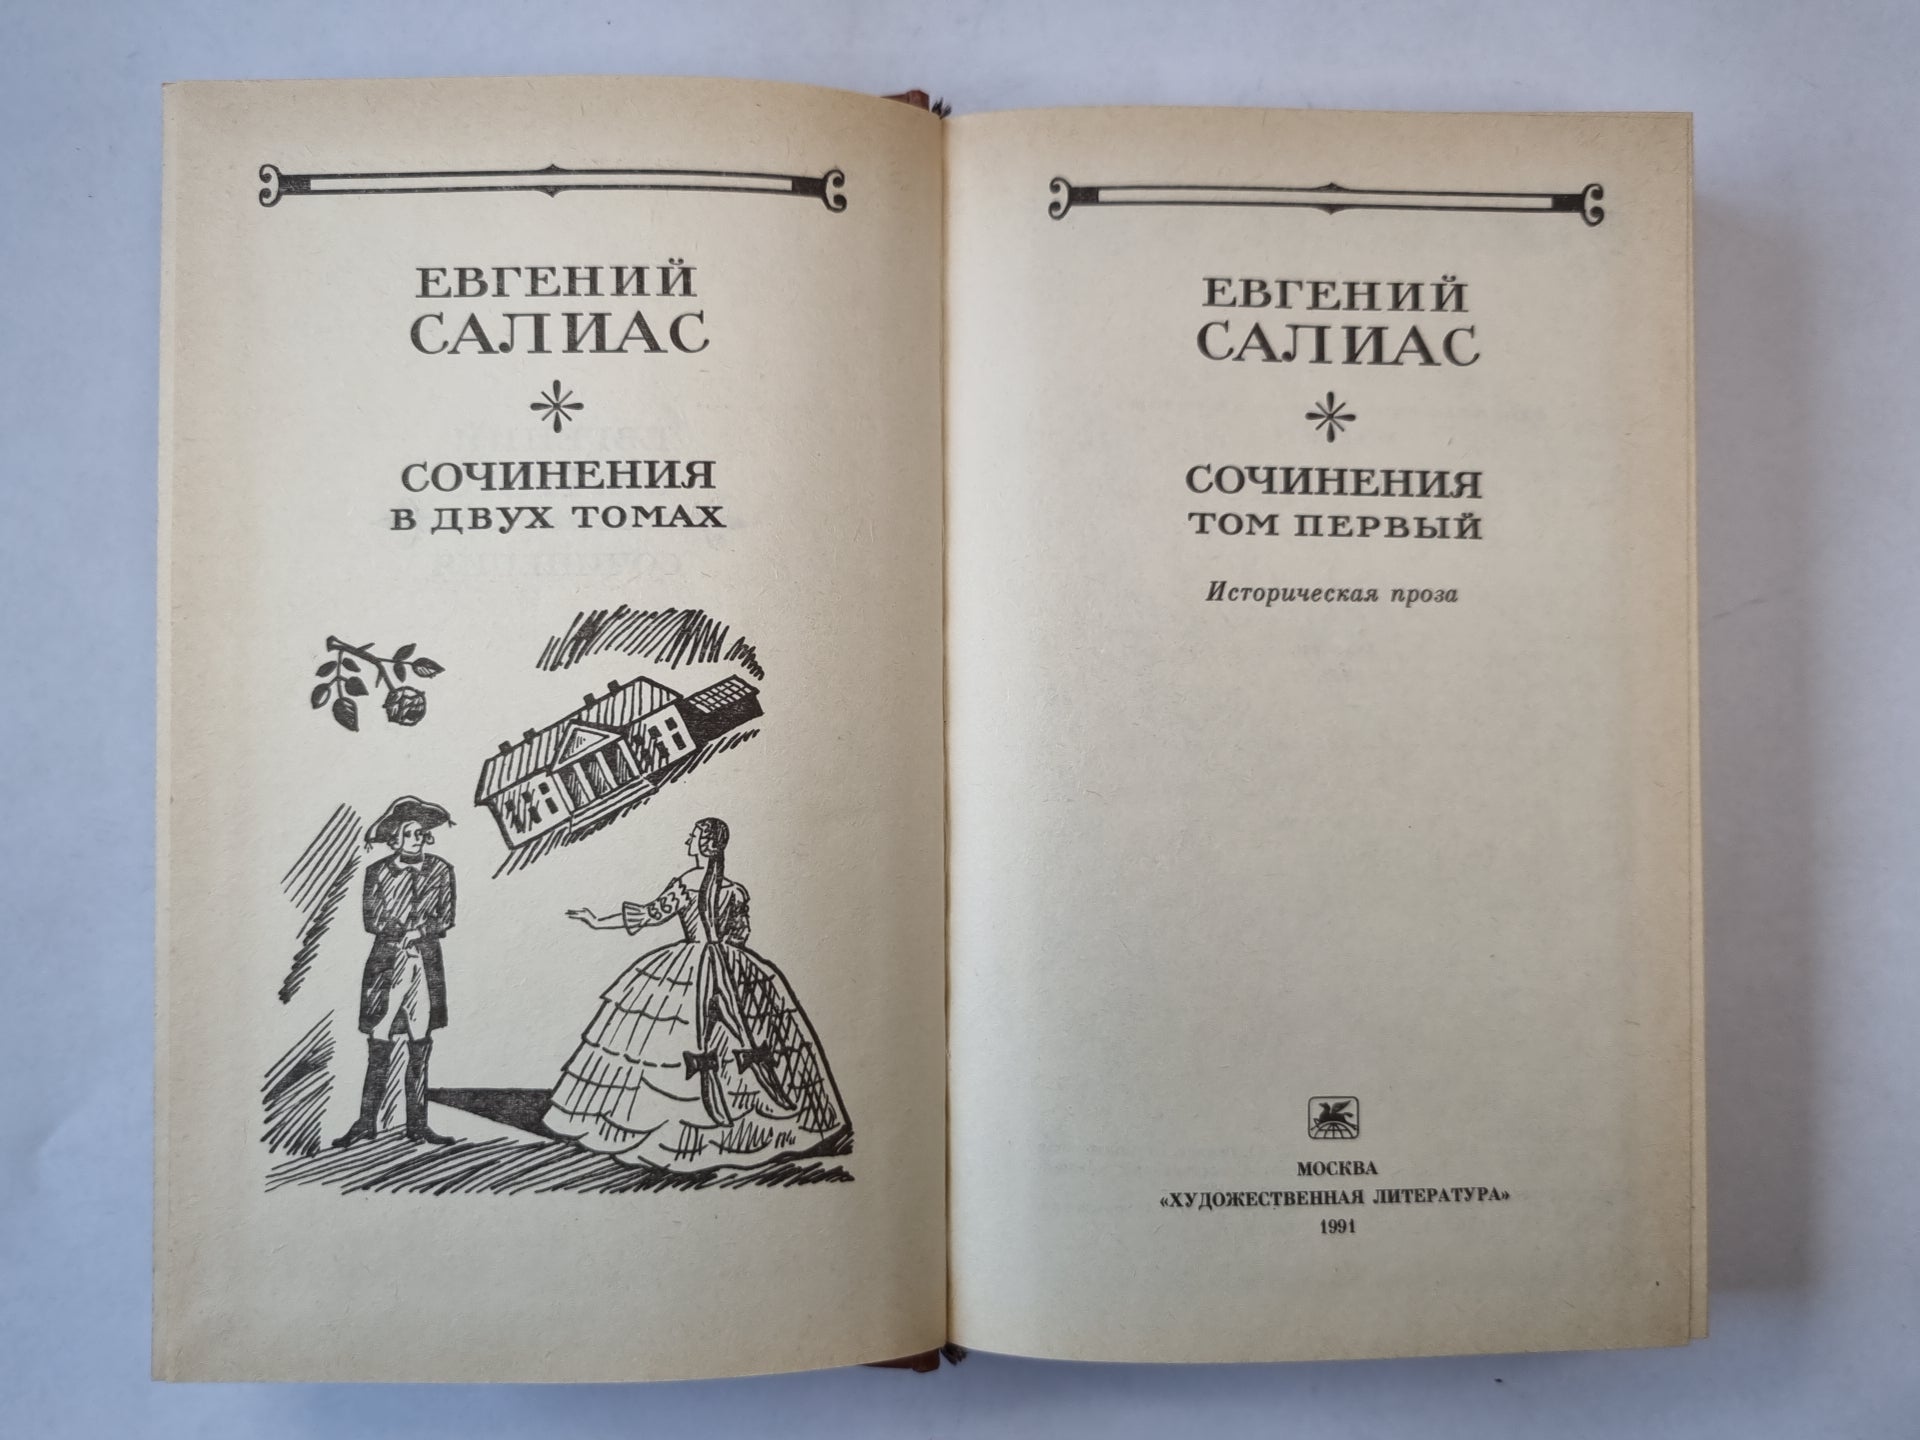 ЕВГЕНИЙ
САЛИАС
СОЧИНЕНИЯ
В ДВУХ ТОМАХ
ЕВГЕНИЙ
САЛИАС
СОЧИНЕНИЯ
ТОМ ПЕРВЫЙ
Историческая проза
МОСКВА
«ХУДОЖЕСТВЕННАЯ ЛИТЕРАТУРА»
1991